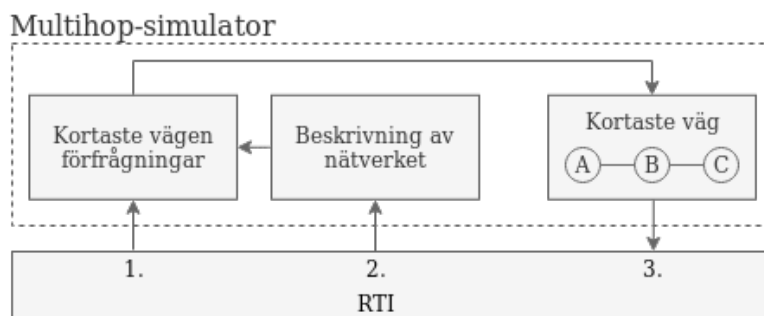 Multihop-simulator
Kortaste vägen
förfrågningar
Beskrivning av
nätverket
Kortaste väg
A B C
1. 2. 3.
RTI